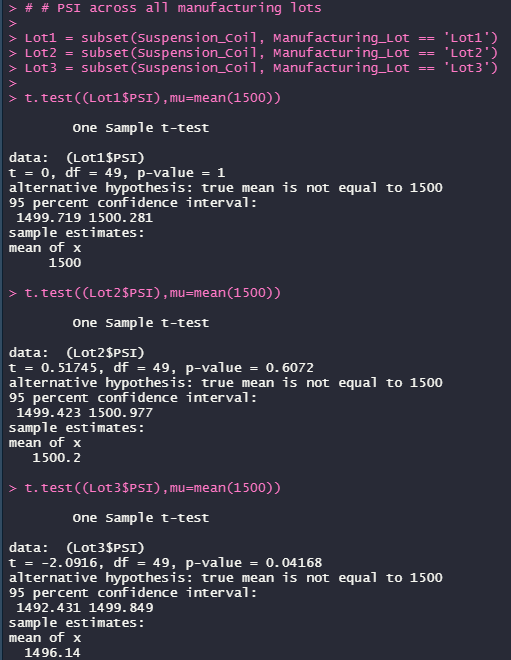 > # # PSI across all manufacturing lots
>
> Lot1 = subset(Suspension_Coil, Manufacturing_Lot == 'Lot1')
> Lot2 = subset(Suspension_Coil, Manufacturing_Lot == 'Lot2')
> Lot3 = subset(Suspension_Coil, Manufacturing_Lot == 'Lot3')
>
> t.test((Lot1$PSI),mu=mean(1500))
One Sample t-test
data:  (Lot1$PSI)
t = 0, df = 49, p-value = 1
alternative hypothesis: true mean is not equal to 1500
95 percent confidence interval:
1499.719 1500.281
sample estimates:
mean of x
1500
> t.test((Lot2$PSI),mu=mean(1500))
One Sample t-test
data:  (Lot2$PSI)
t = 0.51745, df = 49, p-value = 0.6072
alternative hypothesis: true mean is not equal to 1500
95 percent confidence interval:
1499.423 1500.977
sample estimates:
mean of x
1500.2
> t.test((Lot3$PSI),mu=mean(1500))
One Sample t-test
data:  (Lot3$PSI)
t = -2.0916, df = 49, p-value = 0.04168
alternative hypothesis: true mean is not equal to 1500
95 percent confidence interval:
1492.431 1499.849
sample estimates:
mean of x
1496.14